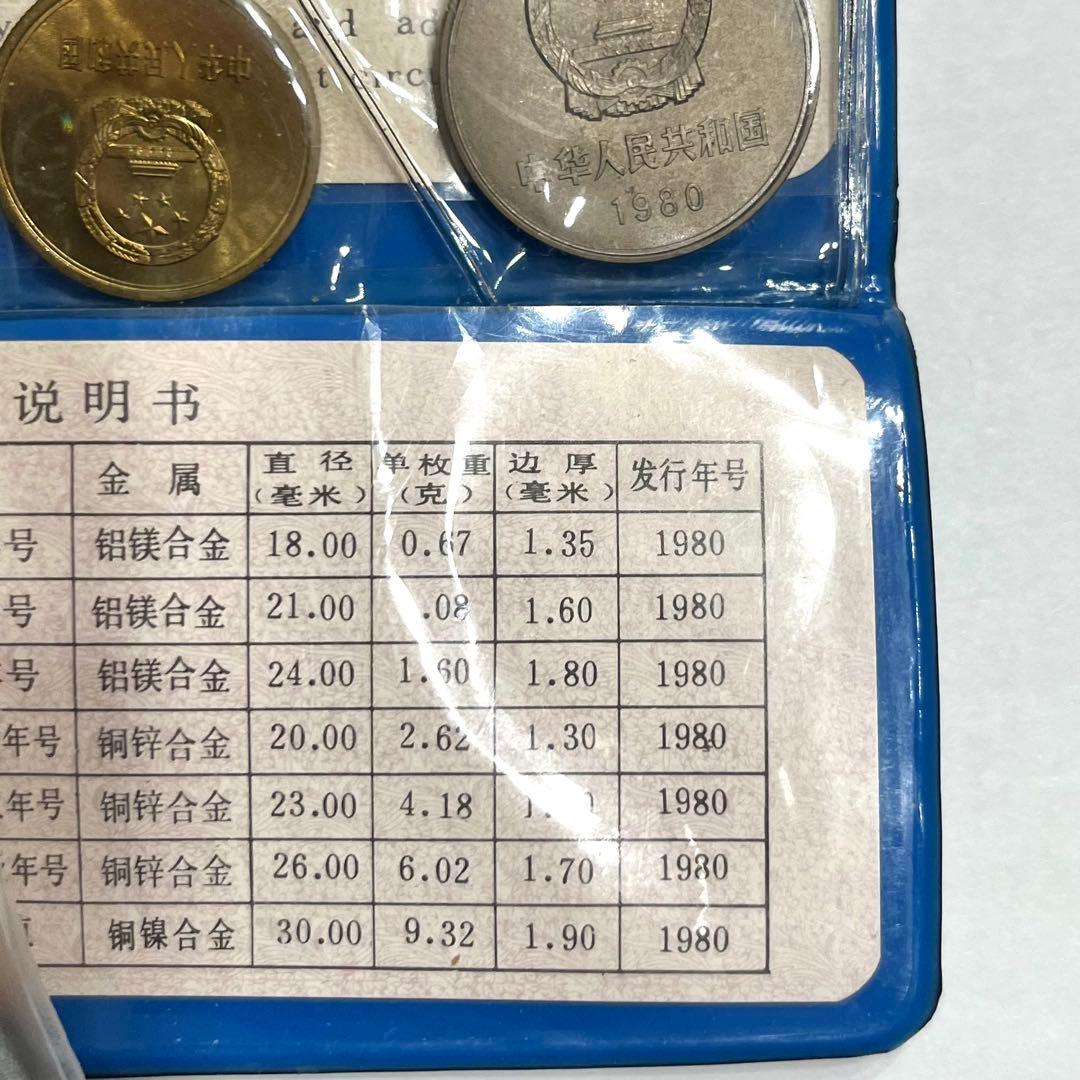 and ad
t circ
中华人民共和国
中华人民共和国
1980
说明书
金属 直径(毫米) 单枚重(克) 边厚(毫米) 发行年号
号 铝镁合金 18.00 0.67 1.35 1980
号 铝镁合金 21.00 .08 1.60 1980
号 铝镁合金 24.00 1.60 1.80 1980
年号 铜锌合金 20.00 2.62 1.30 1980
年号 铜锌合金 23.00 4.18 1980
年号 铜锌合金 26.00 6.02 1.70 1980
铜镍合金 30.00 9.32 1.90 1980